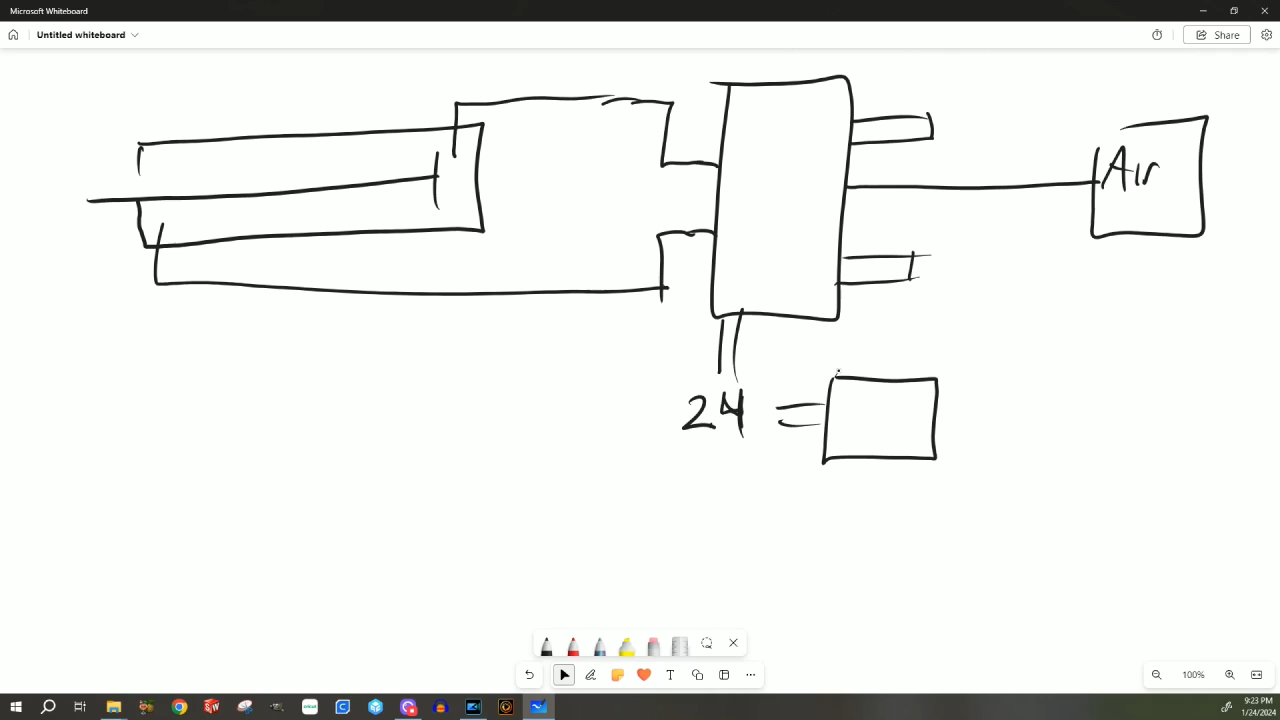 Microsoft Whiteboard
Untitled whiteboard
Share
Air
24
100%
9:23 PM
1/24/2024